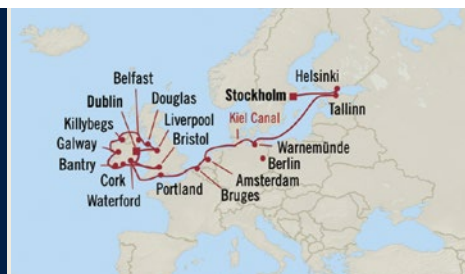 Belfast
Helsinki
Dublin
Douglas
Stockholm
Killybegs
Liverpool
Kiel Canal
Tallinn
Galway
Bristol
Warnemünde
Bantry
Berlin
Cork
Amsterdam
Waterford
Portland
Bruges